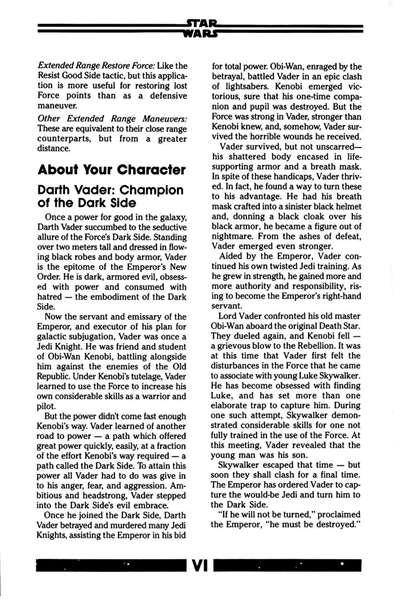 STAR
WARS
Extended Range Restore Force: Like the
Resist Good Side tactic, but this applica-
tion is more useful for restoring lost
Force points than as a defensive
maneuver.
Other Extended Range Maneuvers:
These are equivalent to their close range
counterparts, but from a greater
distance.
About Your Character
Darth Vader: Champion
of the Dark Side
Once a power for good in the galaxy,
Darth Vader succumbed to the seductive
allure of the Force's Dark Side. Standing
over two meters tall and dressed in flow-
ing black robes and body armor, Vader
is the epitome of the Emperor's New
Order. He is dark, armored evil, obsess-
ed with power and consumed with
hatred — the embodiment of the Dark
Side.
Now the servant and emissary of the
Emperor, and executor of his plan for
galactic subjugation, Vader was once a
Jedi Knight. He was friend and student
of Obi-Wan Kenobi, battling alongside
him against the enemies of the Old
Republic. Under Kenobi's tutelage, Vader
learned to use the Force to increase his
own considerable skills as a warrior and
pilot.
But the power didn't come fast enough
Kenobi's way. Vader learned of another
road to power — a path which offered
great power quickly, easily, at a fraction
of the effort Kenobi's way required — a
path called the Dark Side. To attain this
power all Vader had to do was give in
to his anger, fear, and aggression. Am-
bitious and headstrong, Vader stepped
into the Dark Side's evil embrace.
Once he joined the Dark Side, Darth
Vader betrayed and murdered many Jedi
Knights, assisting the Emperor in his bid
for total power. Obi-Wan, enraged by the
betrayal, battled Vader in an epic clash
of lightsabers. Kenobi emerged vic-
torious, sure that his one-time compa-
nion and pupil was destroyed. But the
Force was strong in Vader, stronger than
Kenobi knew, and, somehow, Vader sur-
vived the horrible wounds he received.
Vader survived, but not unscarred—
his shattered body encased in life-
supporting armor and a breath mask.
In spite of these handicaps, Vader thriv-
ed. In fact, he found a way to turn these
to his advantage. He had his breath
mask crafted into a sinister black helmet
and, donning a black cloak over his
black armor, he became a figure out of
nightmare. From the ashes of defeat,
Vader emerged even stronger.
Aided by the Emperor, Vader con-
tinued his own twisted Jedi training. As
he grew in strength, he gained more and
more authority and responsibility, ris-
ing to become the Emperor's right-hand
servant.
Lord Vader confronted his old master
Obi-Wan aboard the original Death Star.
They dueled again, and Kenobi fell —
a grievous blow to the Rebellion. It was
at this time that Vader first felt the
disturbances in the Force that he came
to associate with young Luke Skywalker.
He has become obsessed with finding
Luke, and has set more than one
elaborate trap to capture him. During
one such attempt, Skywalker demon-
strated considerable skills for one not
fully trained in the use of the Force. At
this meeting, Vader revealed that the
young man was his son.
Skywalker escaped that time — but
soon they shall clash for a final time.
The Emperor has ordered Vader to cap-
ture the would-be Jedi and turn him to
the Dark Side.
"If he will not be turned," proclaimed
the Emperor, "he must be destroyed."
VI